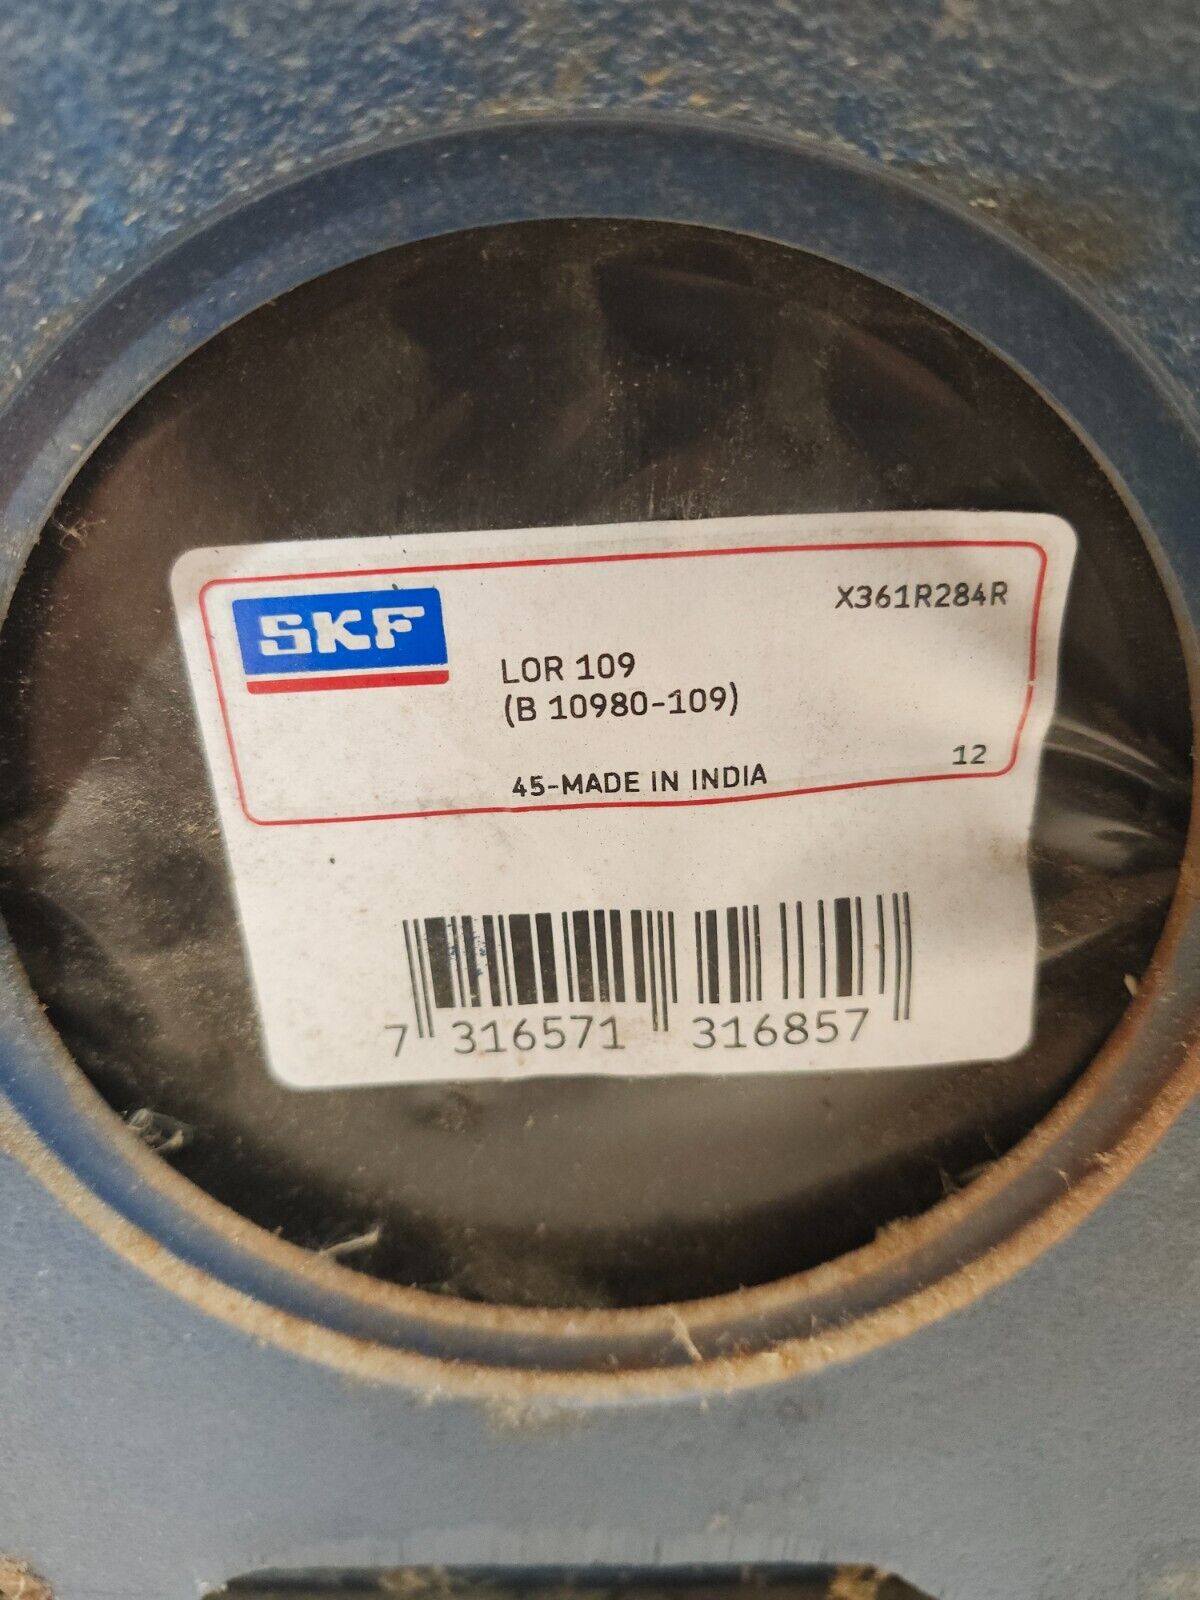 SKF
X361R284R
LOR 109
(B 10980-109)
12
45-MADE IN INDIA
7 316571 316857